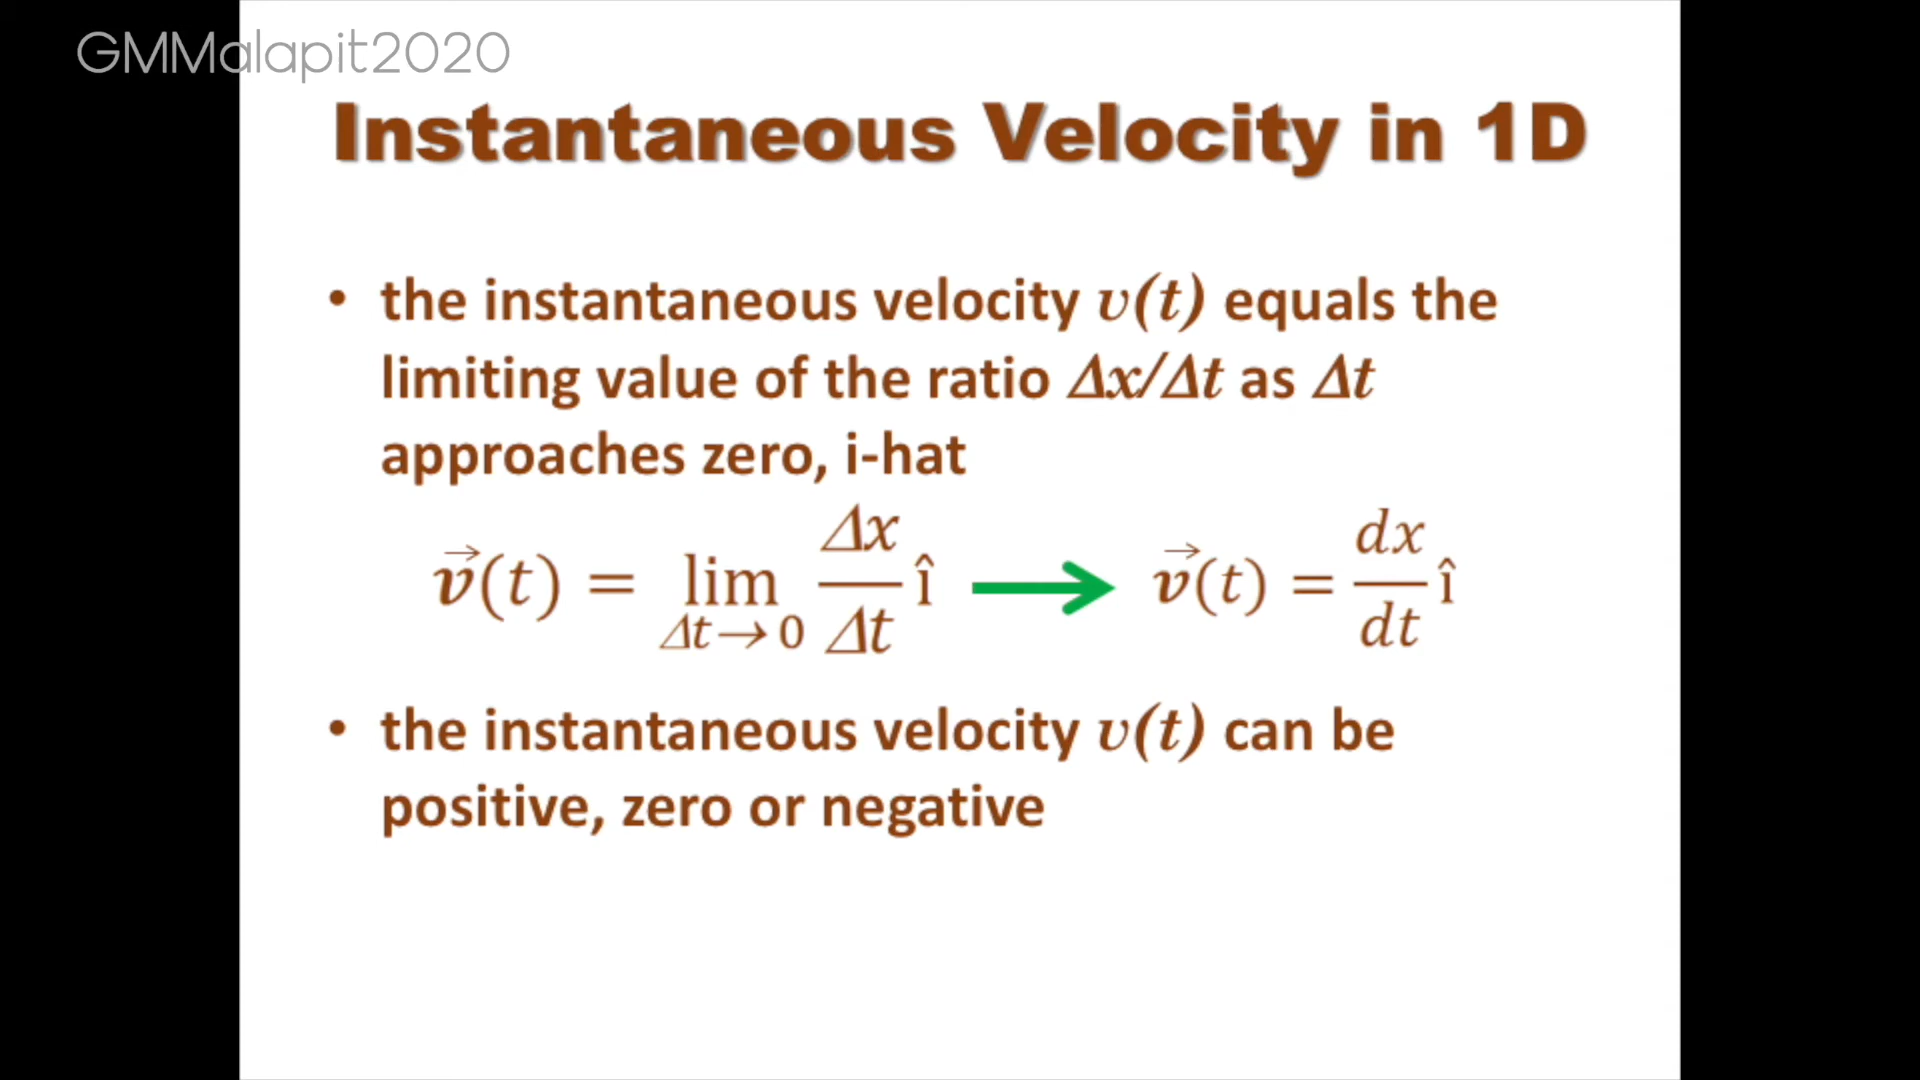 GMMalapit2020
Instantaneous Velocity in 1D
• the instantaneous velocity v(t) equals the
limiting value of the ratio Δx/Δt as Δt
approaches zero, i-hat
v⃗(t) = lim Δt→0 Δx/Δt î → v⃗(t) = dx/dt î
• the instantaneous velocity v(t) can be
positive, zero or negative